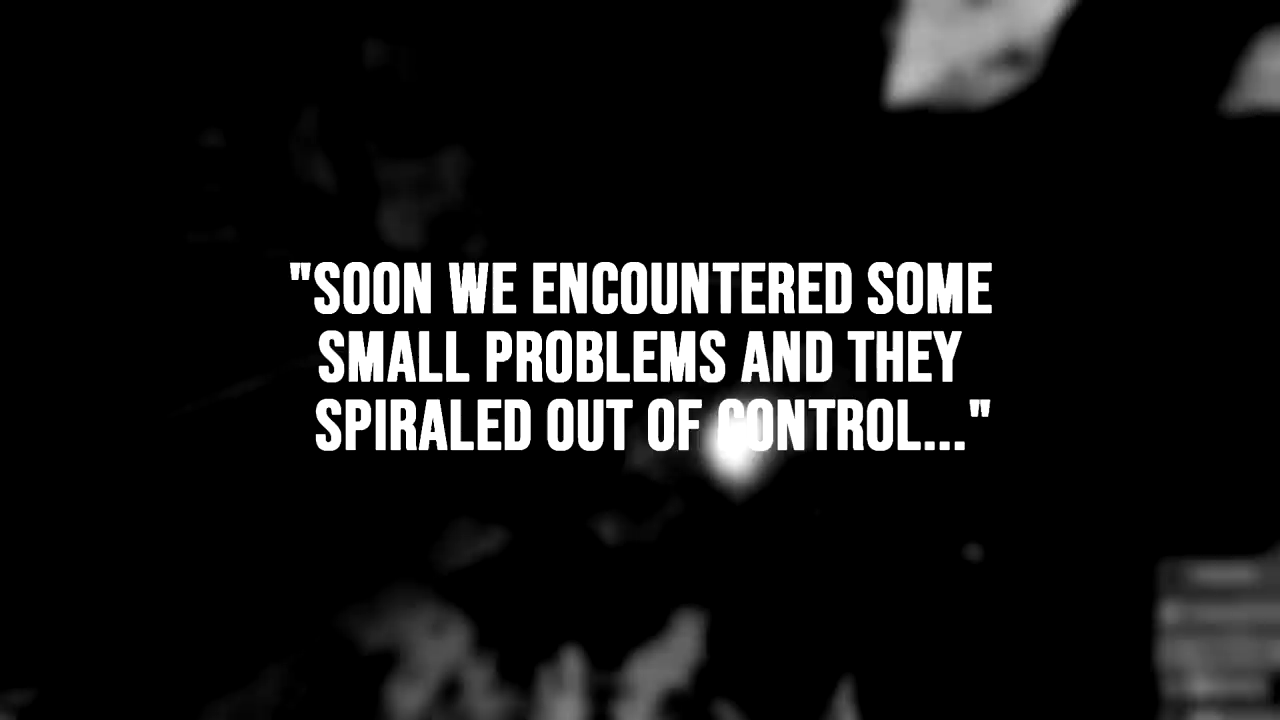 "SOON WE ENCOUNTERED SOME
SMALL PROBLEMS AND THEY
SPIRALED OUT OF CONTROL..."